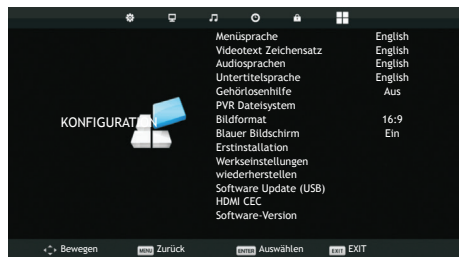 Menüsprache English
Videotext Zeichensatz English
Audiosprachen English
Untertitelsprache English
Gehörlosenhilfe Aus
PVR Dateisystem
KONFIGURATION
Bildformat 16:9
Blauer Bildschirm Ein
Erstinstallation
Werkseinstellungen
wiederherstellen
Software Update (USB)
HDMI CEC
Software-Version
Bewegen MENU Zurück ENTER Auswählen EXIT EXIT